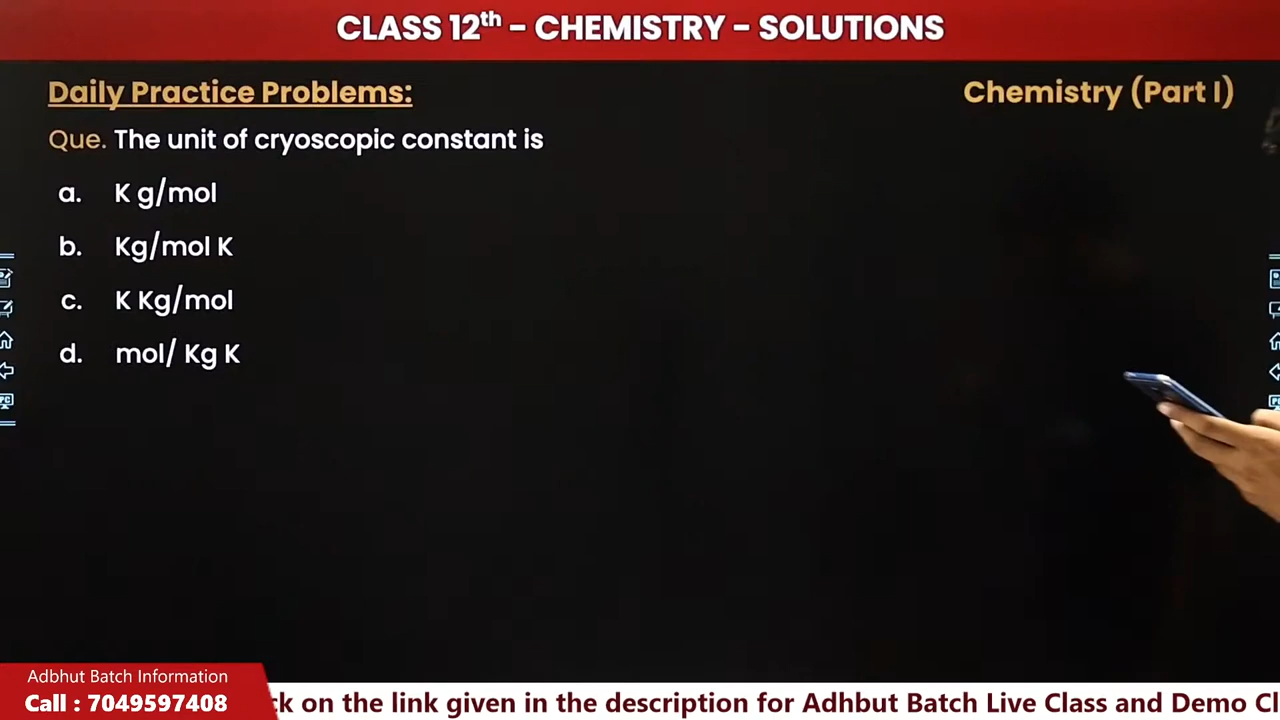 CLASS 12th - CHEMISTRY - SOLUTIONS
Daily Practice Problems:
Chemistry (Part I)
Que. The unit of cryoscopic constant is
a. K g/mol
b. Kg/mol K
c. K Kg/mol
d. mol/ Kg K
Adbhut Batch Information
Call : 7049597408
ck on the link given in the description for Adhbut Batch Live Class and Demo Cl